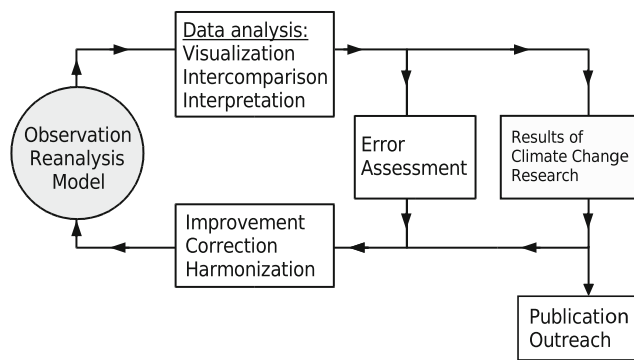 Data analysis:
Visualization
Intercomparison
Interpretation
Observation
Reanalysis
Model
Error
Assessment
Results of
Climate Change
Research
Improvement
Correction
Harmonization
Publication
Outreach